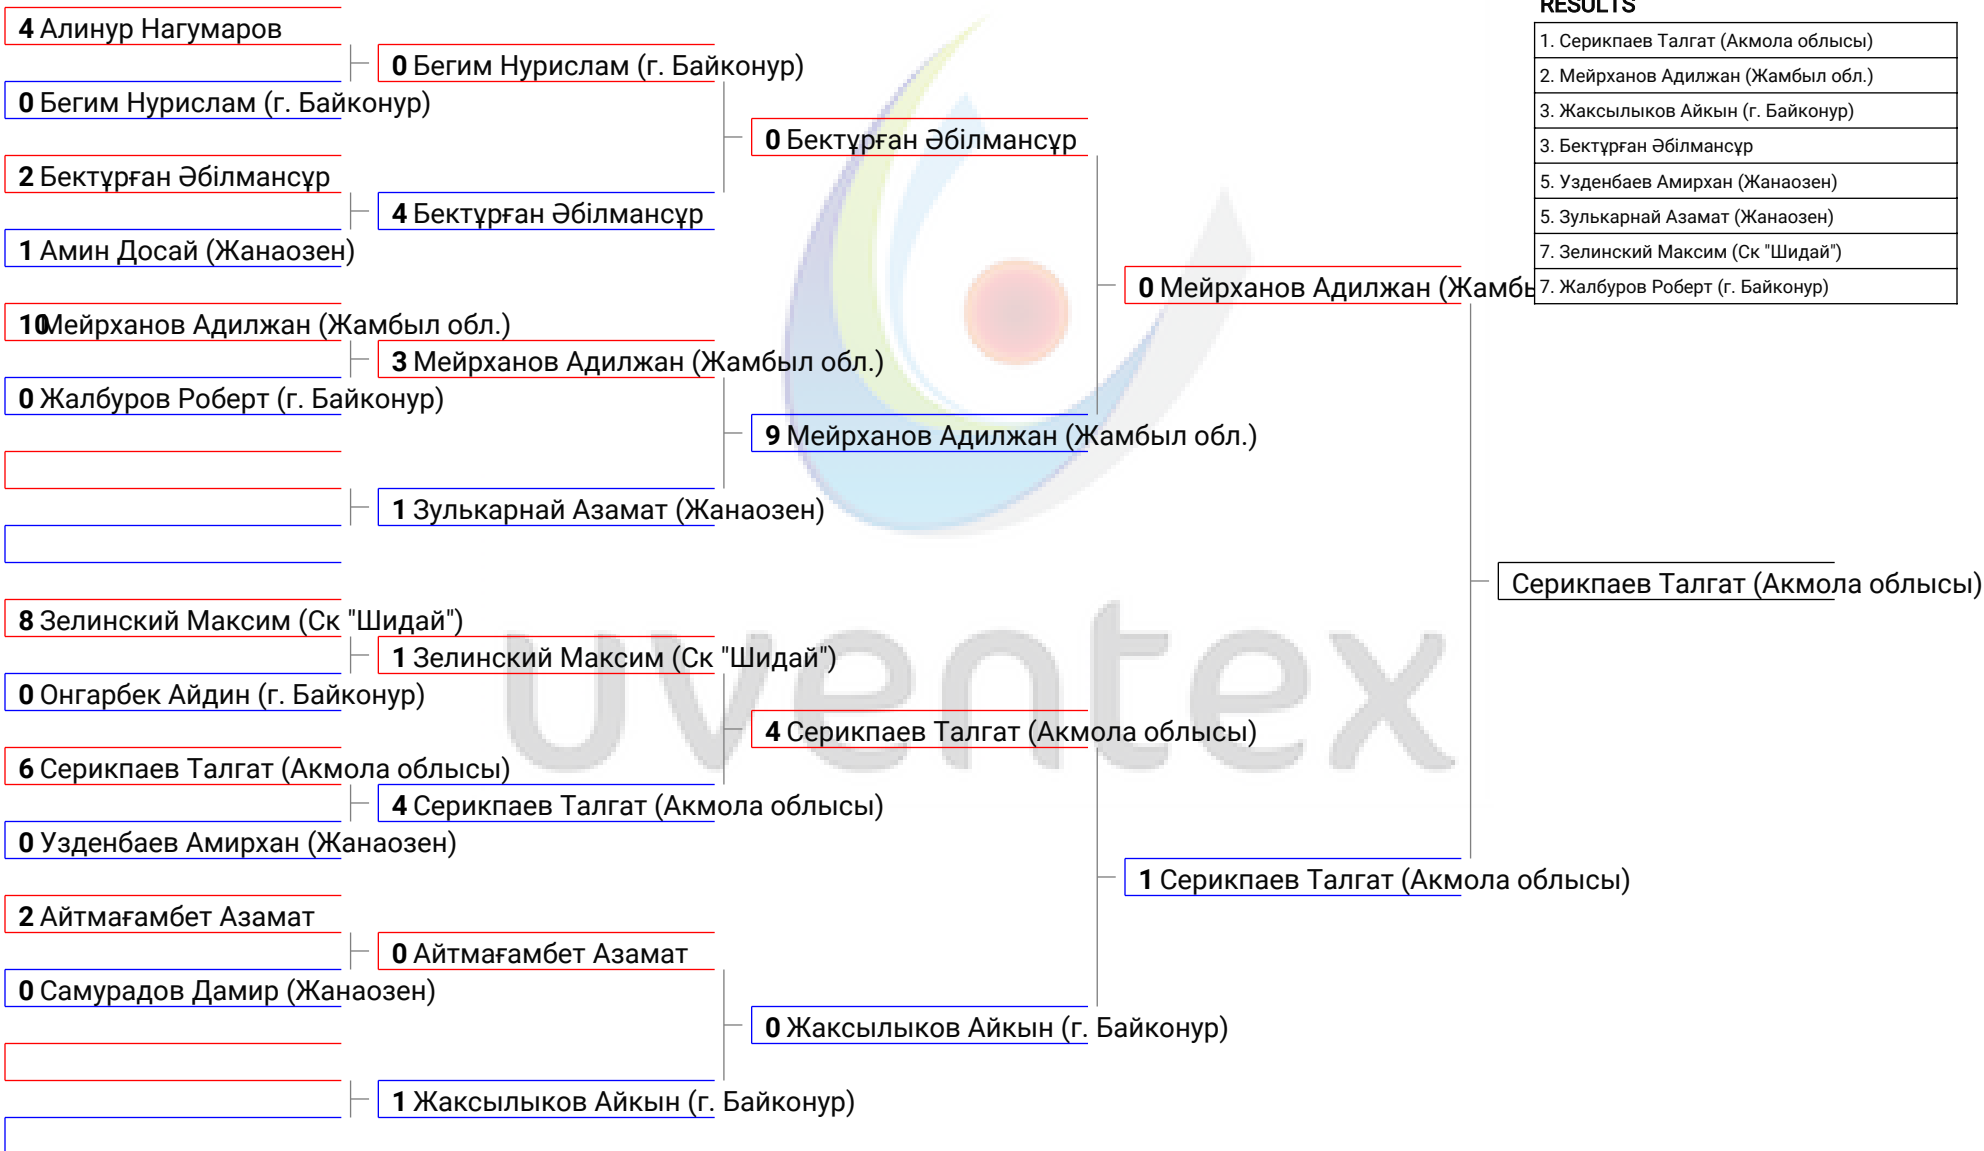 4 Алинур Нагумаров
0 Бегим Нурислам (г. Байконур)
2 Бектұрған Әбілмансұр
1 Амин Досай (Жанаозен)
10 Мейрханов Адилжан (Жамбыл обл.)
0 Жалбуров Роберт (г. Байконур)
8 Зелинский Максим (Ск "Шидай")
0 Онгарбек Айдин (г. Байконур)
6 Серикпаев Талгат (Акмола облысы)
0 Узденбаев Амирхан (Жанаозен)
2 Айтмағамбет Азамат
0 Самурадов Дамир (Жанаозен)
0 Бегим Нурислам (г. Байконур)
4 Бектұрған Әбілмансұр
3 Мейрханов Адилжан (Жамбыл обл.)
1 Зулькарнай Азамат (Жанаозен)
1 Зелинский Максим (Ск "Шидай")
4 Серикпаев Талгат (Акмола облысы)
0 Айтмағамбет Азамат
1 Жаксылыков Айкын (г. Байконур)
0 Бектұрған Әбілмансұр
9 Мейрханов Адилжан (Жамбыл обл.)
4 Серикпаев Талгат (Акмола облысы)
0 Жаксылыков Айкын (г. Байконур)
0 Мейрханов Адилжан
1 Серикпаев Талгат (Акмола облысы)
Серикпаев Талгат (Акмола облысы)
RESULTS
1. Серикпаев Талгат (Акмола облысы)
2. Мейрханов Адилжан (Жамбыл обл.)
3. Жаксылыков Айкын (г. Байконур)
3. Бектұрған Әбілмансұр
5. Узденбаев Амирхан (Жанаозен)
5. Зулькарнай Азамат (Жанаозен)
7. Зелинский Максим (Ск "Шидай")
7. Жалбуров Роберт (г. Байконур)
uventex